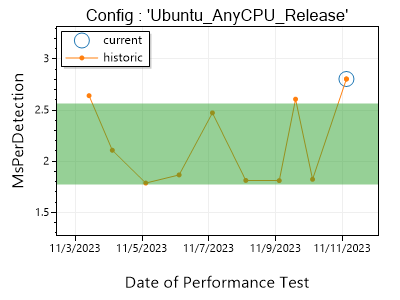 Config : 'Ubuntu_AnyCPU_Release'
current
historic
MsPerDetection
3
2.5
2
1.5
11/3/2023 11/5/2023 11/7/2023 11/9/2023 11/11/2023
Date of Performance Test